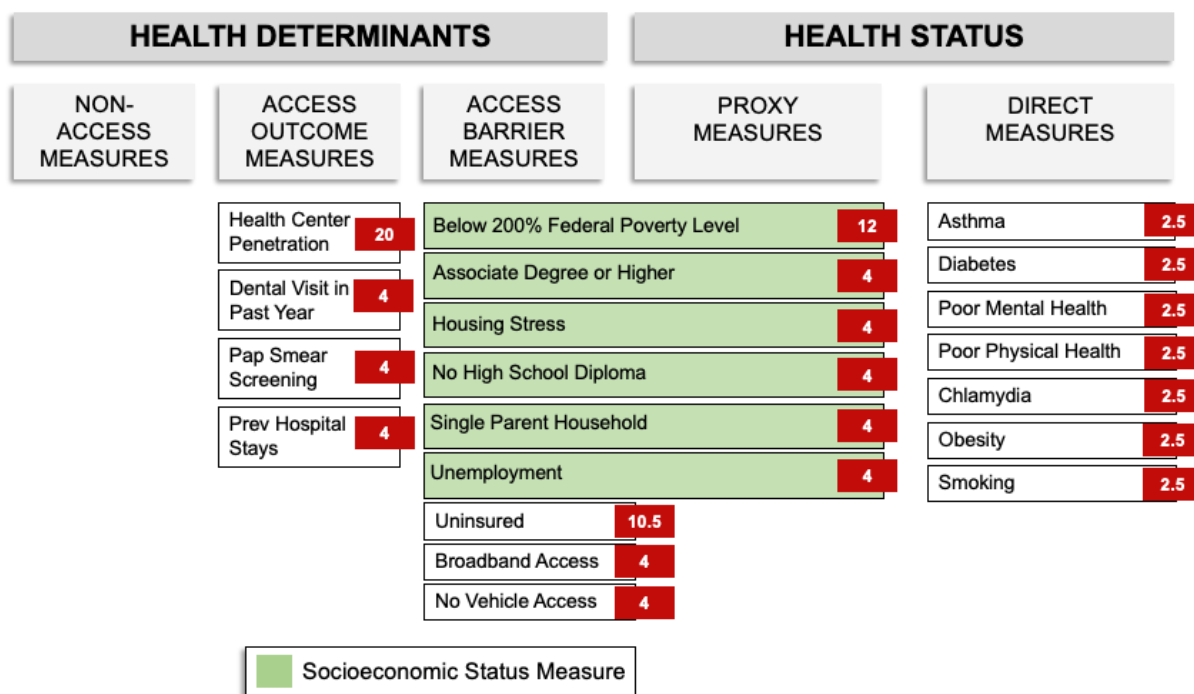 HEALTH DETERMINANTS
HEALTH STATUS
NON-
ACCESS
MEASURES
ACCESS
OUTCOME
MEASURES
ACCESS
BARRIER
MEASURES
PROXY
MEASURES
DIRECT
MEASURES
Health Center
Penetration
20
Dental Visit in
Past Year
4
Pap Smear
Screening
4
Prev Hospital
Stays
4
Below 200% Federal Poverty Level
12
Associate Degree or Higher
4
Housing Stress
4
No High School Diploma
4
Single Parent Household
4
Unemployment
4
Uninsured
10.5
Broadband Access
4
No Vehicle Access
4
Asthma
2.5
Diabetes
2.5
Poor Mental Health
2.5
Poor Physical Health
2.5
Chlamydia
2.5
Obesity
2.5
Smoking
2.5
Socioeconomic Status Measure